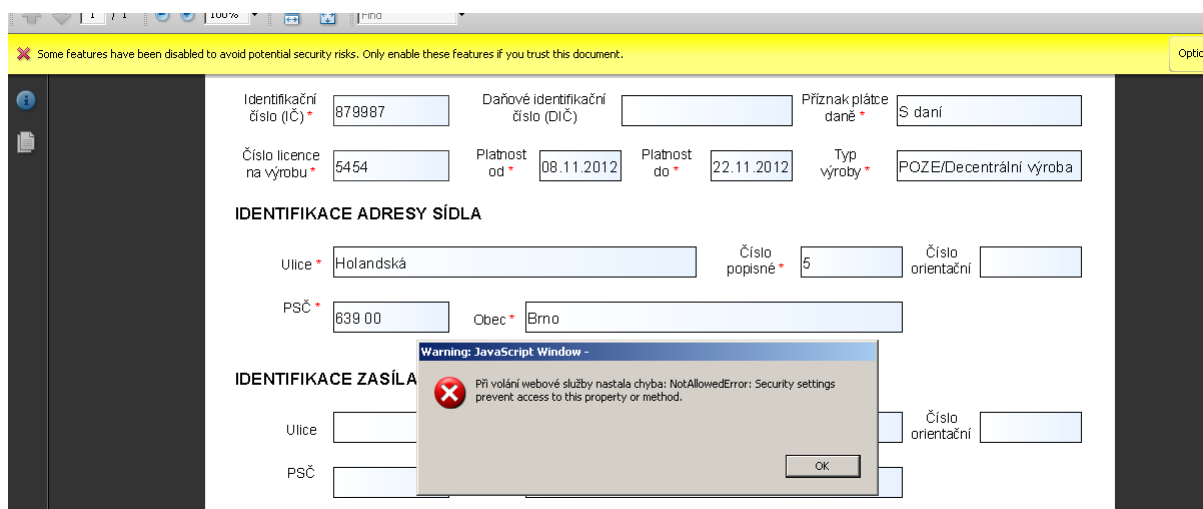 1 / 1 100% Find
Some features have been disabled to avoid potential security risks. Only enable these features if you trust this document.
Identifikační číslo (IČ) * 879987 Daňové identifikační číslo (DIČ) Příznak plátce daně * S daní
Číslo licence na výrobu * 5454 Platnost od * 08.11.2012 Platnost do * 22.11.2012 Typ výroby * POZE/Decentrální výroba
IDENTIFIKACE ADRESY SÍDLA
Ulice * Holandská Číslo popisné * 5 Číslo orientační
PSČ * 639 00 Obec * Brno
Warning: JavaScript Window -
IDENTIFIKACE
Při volání webové služby nastala chyba: NotAllowedError: Security settings
prevent access to this property or method.
Ulice Číslo orientační
OK
PSČ